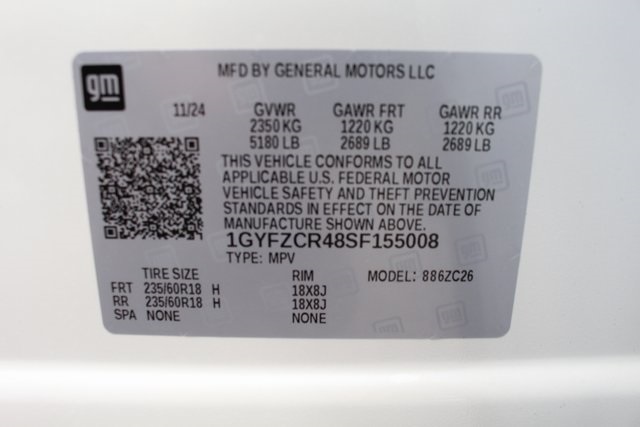 gm
MFD BY GENERAL MOTORS LLC
11/24 GVWR GAWR FRT GAWR RR
2350 KG 1220 KG 1220 KG
5180 LB 2689 LB 2689 LB
THIS VEHICLE CONFORMS TO ALL
APPLICABLE U.S. FEDERAL MOTOR
VEHICLE SAFETY AND THEFT PREVENTION
STANDARDS IN EFFECT ON THE DATE OF
MANUFACTURE SHOWN ABOVE.
1GYFZCR48SF155008
TYPE: MPV MODEL: 886ZC26
TIRE SIZE RIM
FRT 235/60R18 H 18X8J
RR 235/60R18 H 18X8J
SPA NONE NONE